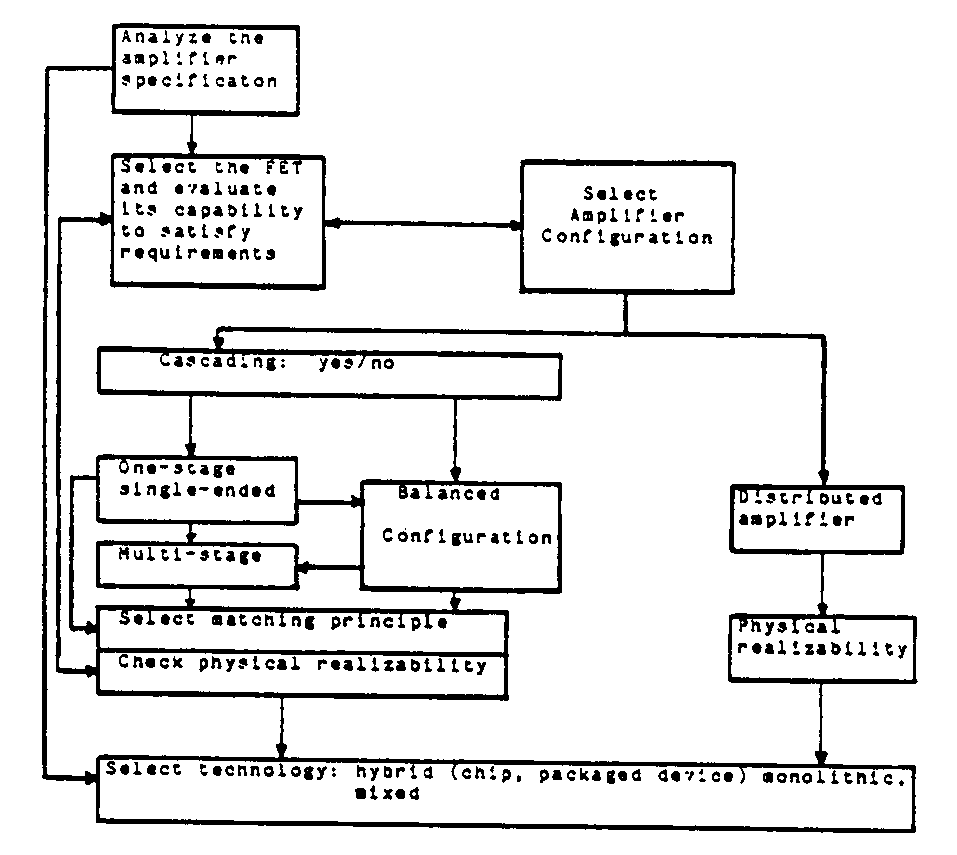 Analyze the
amplifier
specificaton
Select the FET
and evaluate
its capability
to satisfy
requirements
Select
Amplifier
Configuration
Cascading: yes/no
One-stage
single-ended
Balanced
Configuration
Multi-stage
Distributed
amplifier
Select matching principle
Check physical realizability
Physical
realizability
Select technology: hybrid (chip, packaged device) monolithic,
mixed